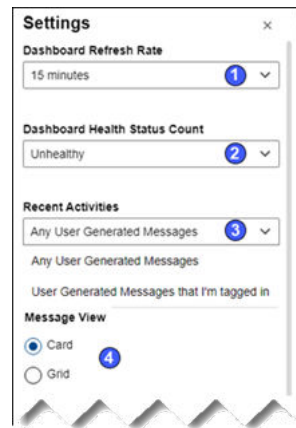 Settings ×
Dashboard Refresh Rate
15 minutes 1
Dashboard Health Status Count
Unhealthy 2
Recent Activities
Any User Generated Messages 3
Any User Generated Messages
User Generated Messages that I'm tagged in
Message View
Card
4
Grid